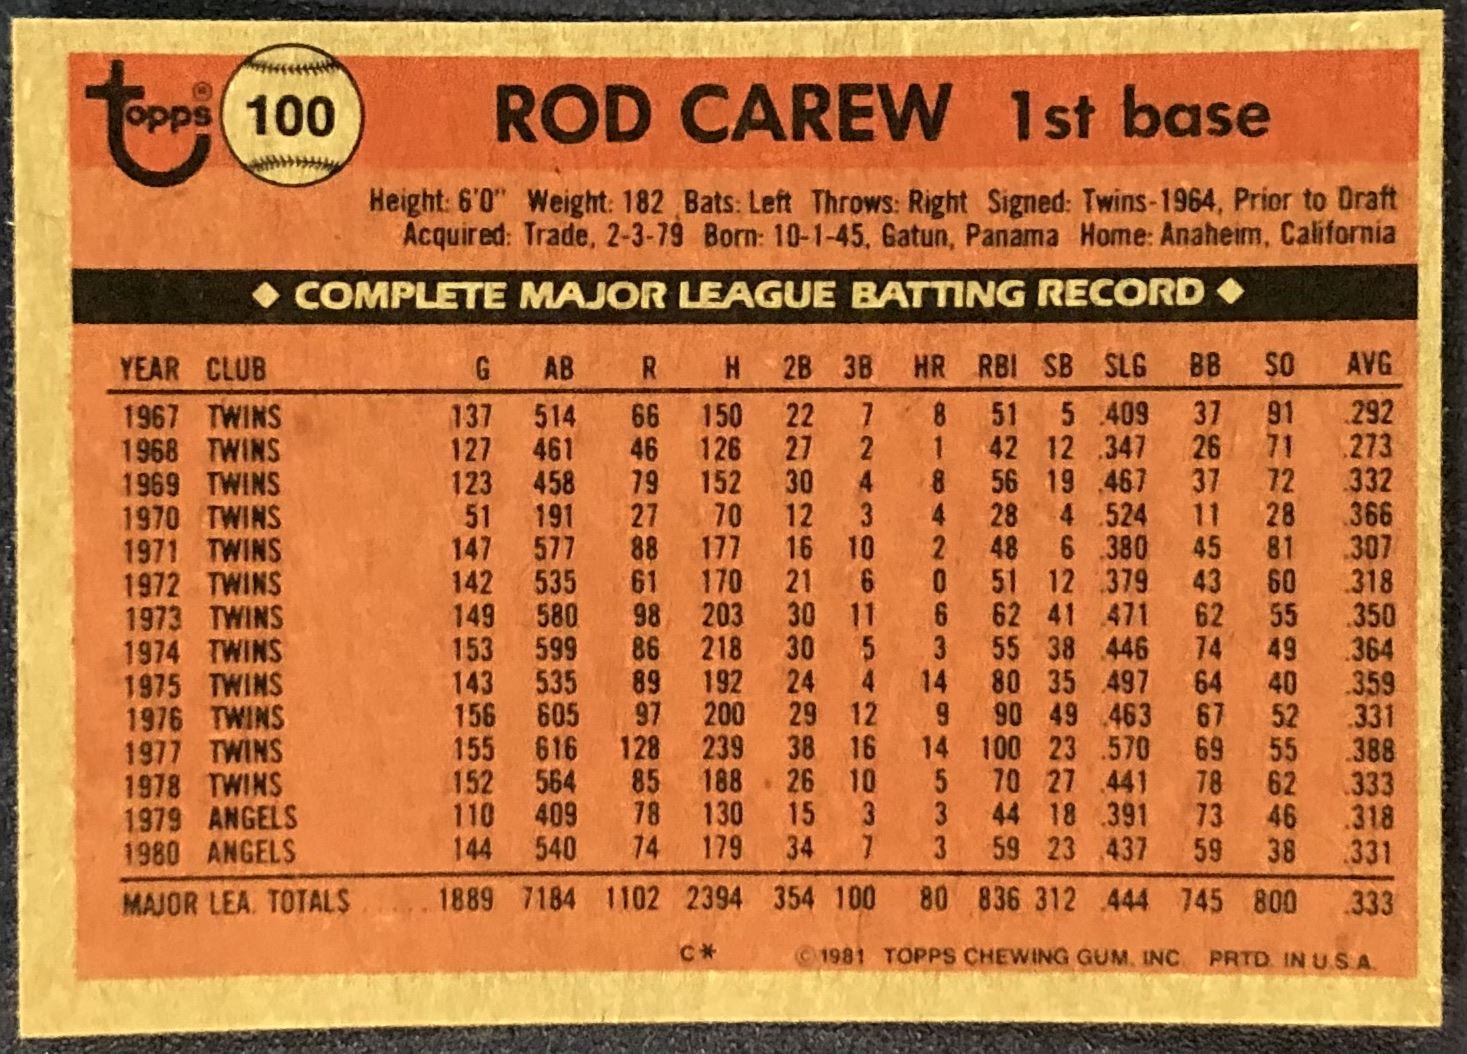 Topps® 100 ROD CAREW 1st base
Height: 6'0" Weight: 182 Bats: Left Throws: Right Signed: Twins-1964, Prior to Draft
Acquired: Trade, 2-3-79 Born: 10-1-45, Gatun, Panama Home: Anaheim, California
◆ COMPLETE MAJOR LEAGUE BATTING RECORD ◆
YEAR CLUB G AB R H 2B 3B HR RBI SB SLG BB SO AVG
1967 TWINS 137 514 66 150 22 7 8 51 5 .409 37 91 .292
1968 TWINS 127 461 46 126 27 2 1 42 12 .347 26 71 .273
1969 TWINS 123 458 79 152 30 4 8 56 19 .467 37 72 .332
1970 TWINS 51 191 27 70 12 3 4 28 4 .524 11 28 .366
1971 TWINS 147 577 88 177 16 10 2 48 6 .380 45 81 .307
1972 TWINS 142 535 61 170 21 6 0 51 12 .379 43 60 .318
1973 TWINS 149 580 98 203 30 11 6 62 41 .471 62 55 .350
1974 TWINS 153 599 86 218 30 5 3 55 38 .446 74 49 .364
1975 TWINS 143 535 89 192 24 4 14 80 35 .497 64 40 .359
1976 TWINS 156 605 97 200 29 12 9 90 49 .463 67 52 .331
1977 TWINS 155 616 128 239 38 16 14 100 23 .570 69 55 .388
1978 TWINS 152 564 85 188 26 10 5 70 27 .441 78 62 .333
1979 ANGELS 110 409 78 130 15 3 3 44 18 .391 73 46 .318
1980 ANGELS 144 540 74 179 34 7 3 59 23 .437 59 38 .331
MAJOR LEA. TOTALS ...... 1889 7184 1102 2394 354 100 80 836 312 .444 745 800 .333
C* ©1981 TOPPS CHEWING GUM, INC. PRTD. IN U.S.A.